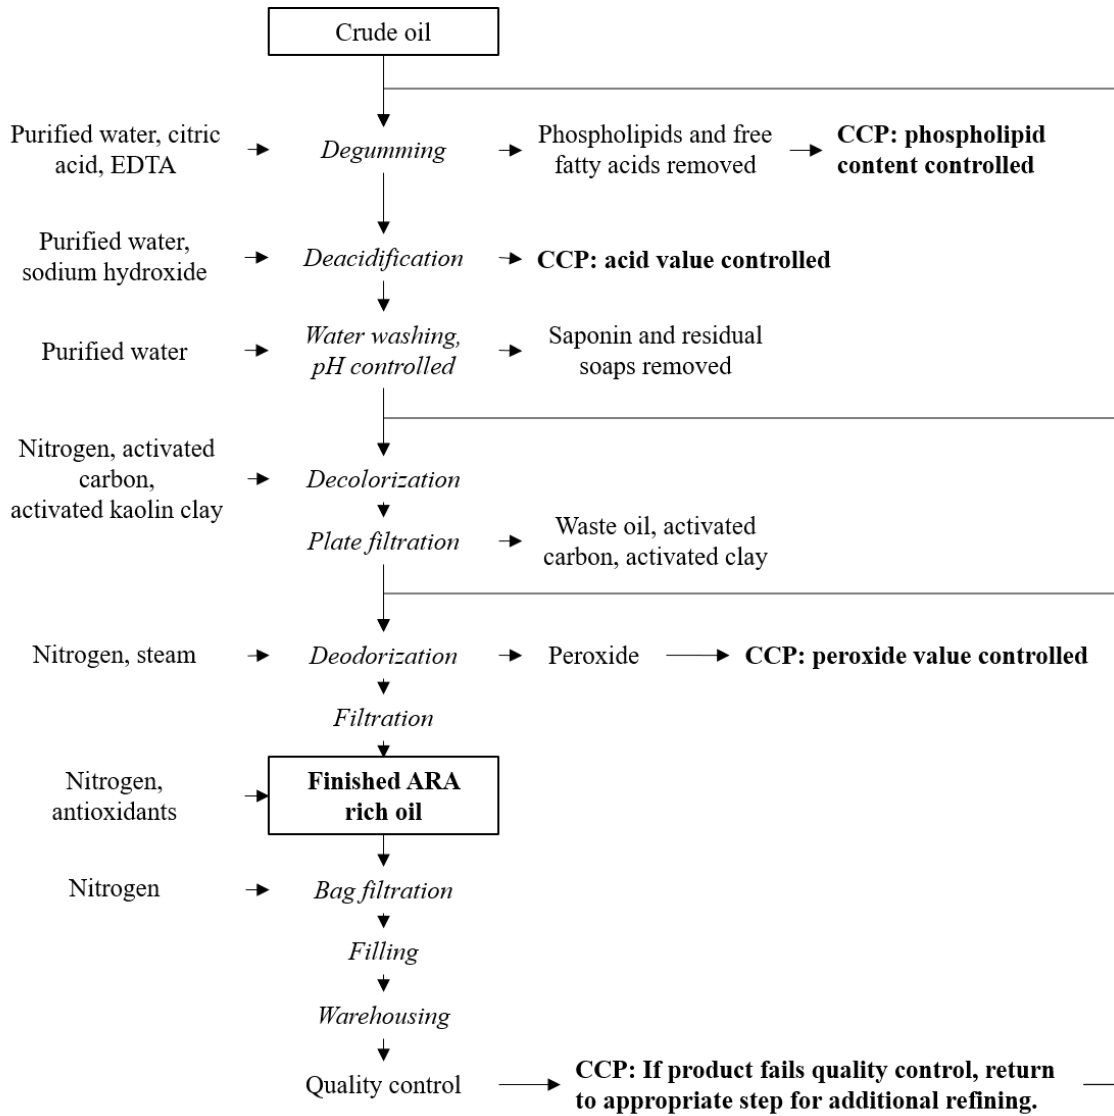 Crude oil
Purified water, citric
acid, EDTA
Degumming
Phospholipids and free
fatty acids removed
CCP: phospholipid
content controlled
Purified water,
sodium hydroxide
Deacidification
CCP: acid value controlled
Purified water
Water washing,
pH controlled
Saponin and residual
soaps removed
Nitrogen, activated
carbon,
activated kaolin clay
Decolorization
Plate filtration
Waste oil, activated
carbon, activated clay
Nitrogen, steam
Deodorization
Peroxide
CCP: peroxide value controlled
Filtration
Nitrogen,
antioxidants
Finished ARA
rich oil
Nitrogen
Bag filtration
Filling
Warehousing
Quality control
CCP: If product fails quality control, return
to appropriate step for additional refining.